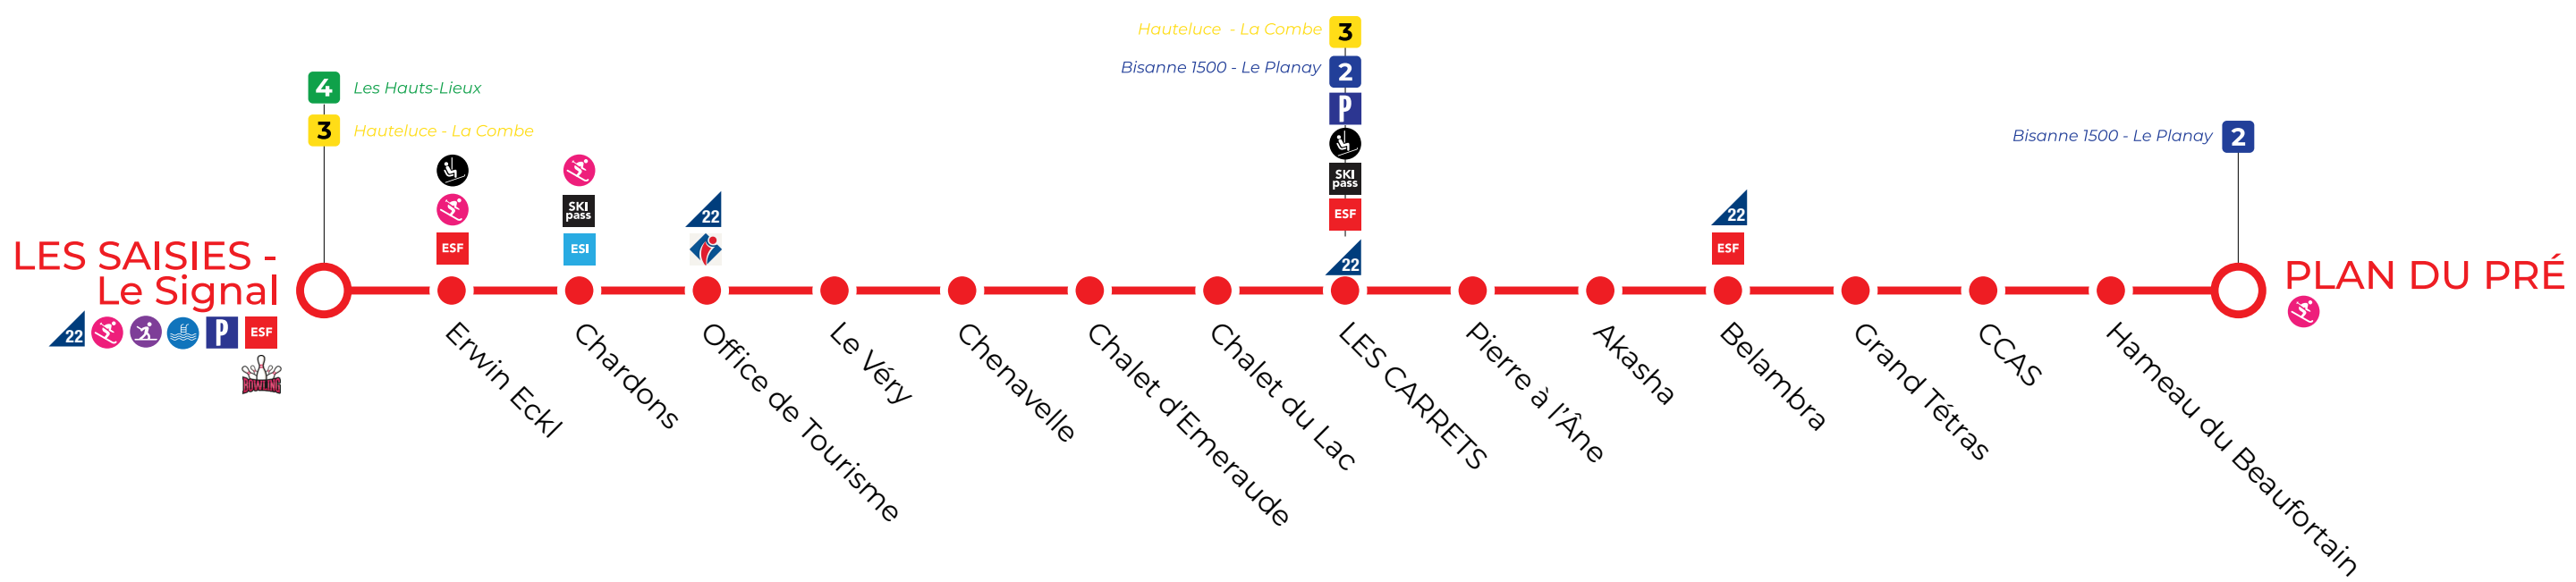 4 Les Hauts-Lieux
3 Hauteluce - La Combe
Hauteluce - La Combe 3
Bisanne 1500 - Le Planay 2
P
SKI pass
ESF
22
Bisanne 1500 - Le Planay 2
ESF
SKI pass
ESI
22
22
ESF
LES SAISIES -
Le Signal
22 P ESF
BOWLING
PLAN DU PRÉ
Erwin Eckl
Chardons
Office de Tourisme
Le Véry
Chenavelle
Chalet d'Emeraude
Chalet du Lac
LES CARRETS
Pierre à l'Âne
Akasha
Belambra
Grand Tétras
CCAS
Hameau du Beaufortain